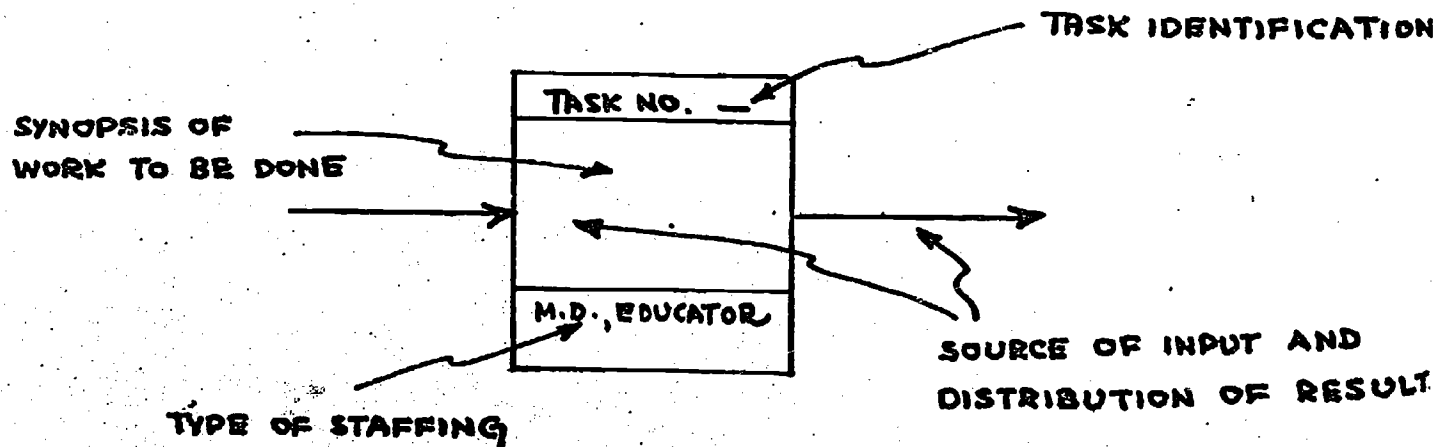 TASK IDENTIFICATION
TASK NO. —
SYNOPSIS OF
WORK TO BE DONE
M.D., EDUCATOR
SOURCE OF INPUT AND
DISTRIBUTION OF RESULT
TYPE OF STAFFING